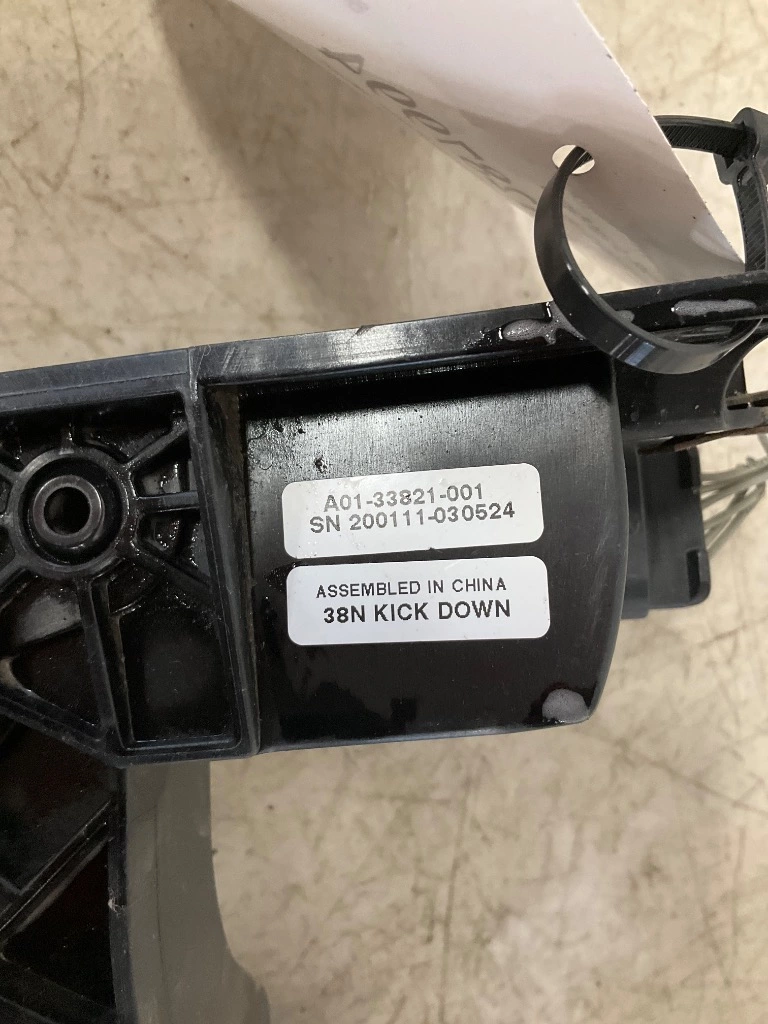 A01-33821-001
SN 200111-030524
ASSEMBLED IN CHINA
38N KICK DOWN